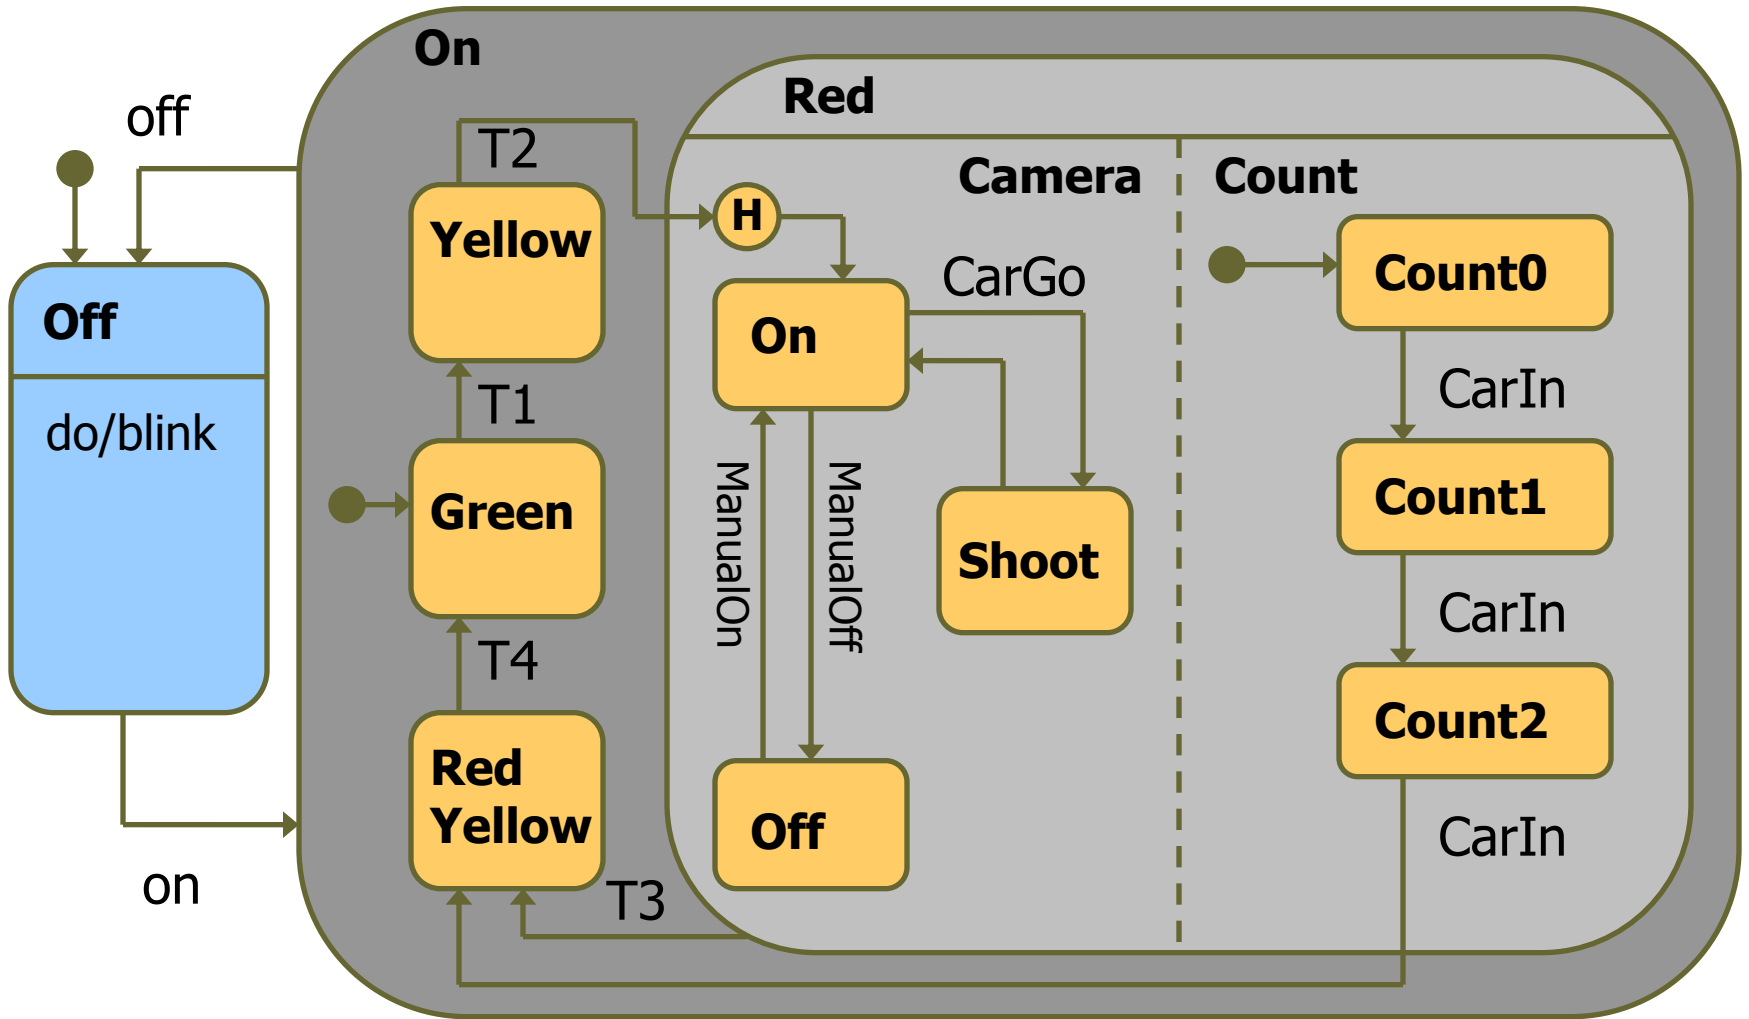 On
off
Off
do/blink
on
T2
Yellow
T1
Green
T4
Red
Yellow
T3
Red
Camera
H
On
CarGo
ManualOn
ManualOff
Shoot
Off
Count
Count0
CarIn
Count1
CarIn
Count2
CarIn